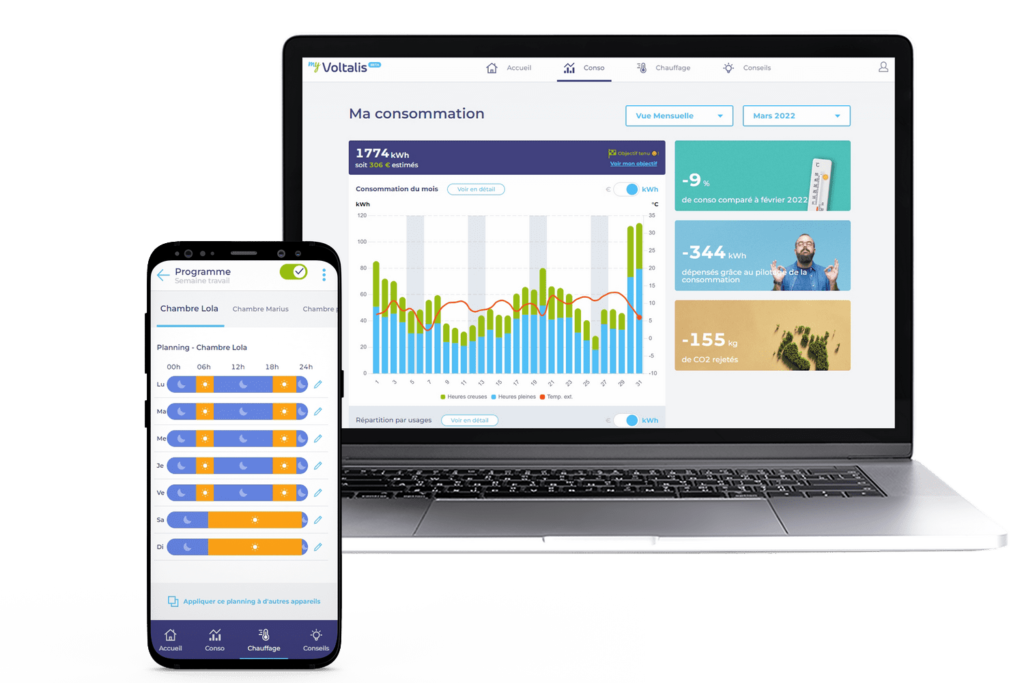 my Voltalis
Accueil
Conso
Chauffage
Conseils
Ma consommation
Vue Mensuelle
Mars 2022
1774 kWh
soit 306 € estimés
Objectif tenu
Voir mon objectif
Consommation du mois
Voir en détail
€ kWh
kWh
°C
120
100
80
60
40
20
0
35
30
25
20
15
10
5
0
-5
-10
1 3 5 7 9 11 13 15 17 19 21 23 25 27 29 31
Heures creuses Heures pleines Temp. ext.
Répartition par usages
Voir en détail
€ kWh
-9 %
de conso comparé à février 2022
-344 kWh
dépensés grâce au pilotage de la
consommation
-155 kg
de CO2 rejetés
Programme
Semaine travail
Chambre Lola
Chambre Marius
Chambre
Planning - Chambre Lola
00h 06h 12h 18h 24h
Lu
Ma
Me
Je
Ve
Sa
Di
Appliquer ce planning à d'autres appareils
Accueil
Conso
Chauffage
Conseils